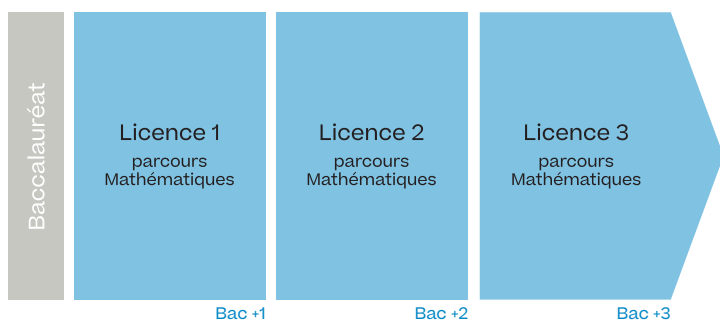 Baccalauréat
Licence 1
parcours
Mathématiques
Bac +1
Licence 2
parcours
Mathématiques
Bac +2
Licence 3
parcours
Mathématiques
Bac +3